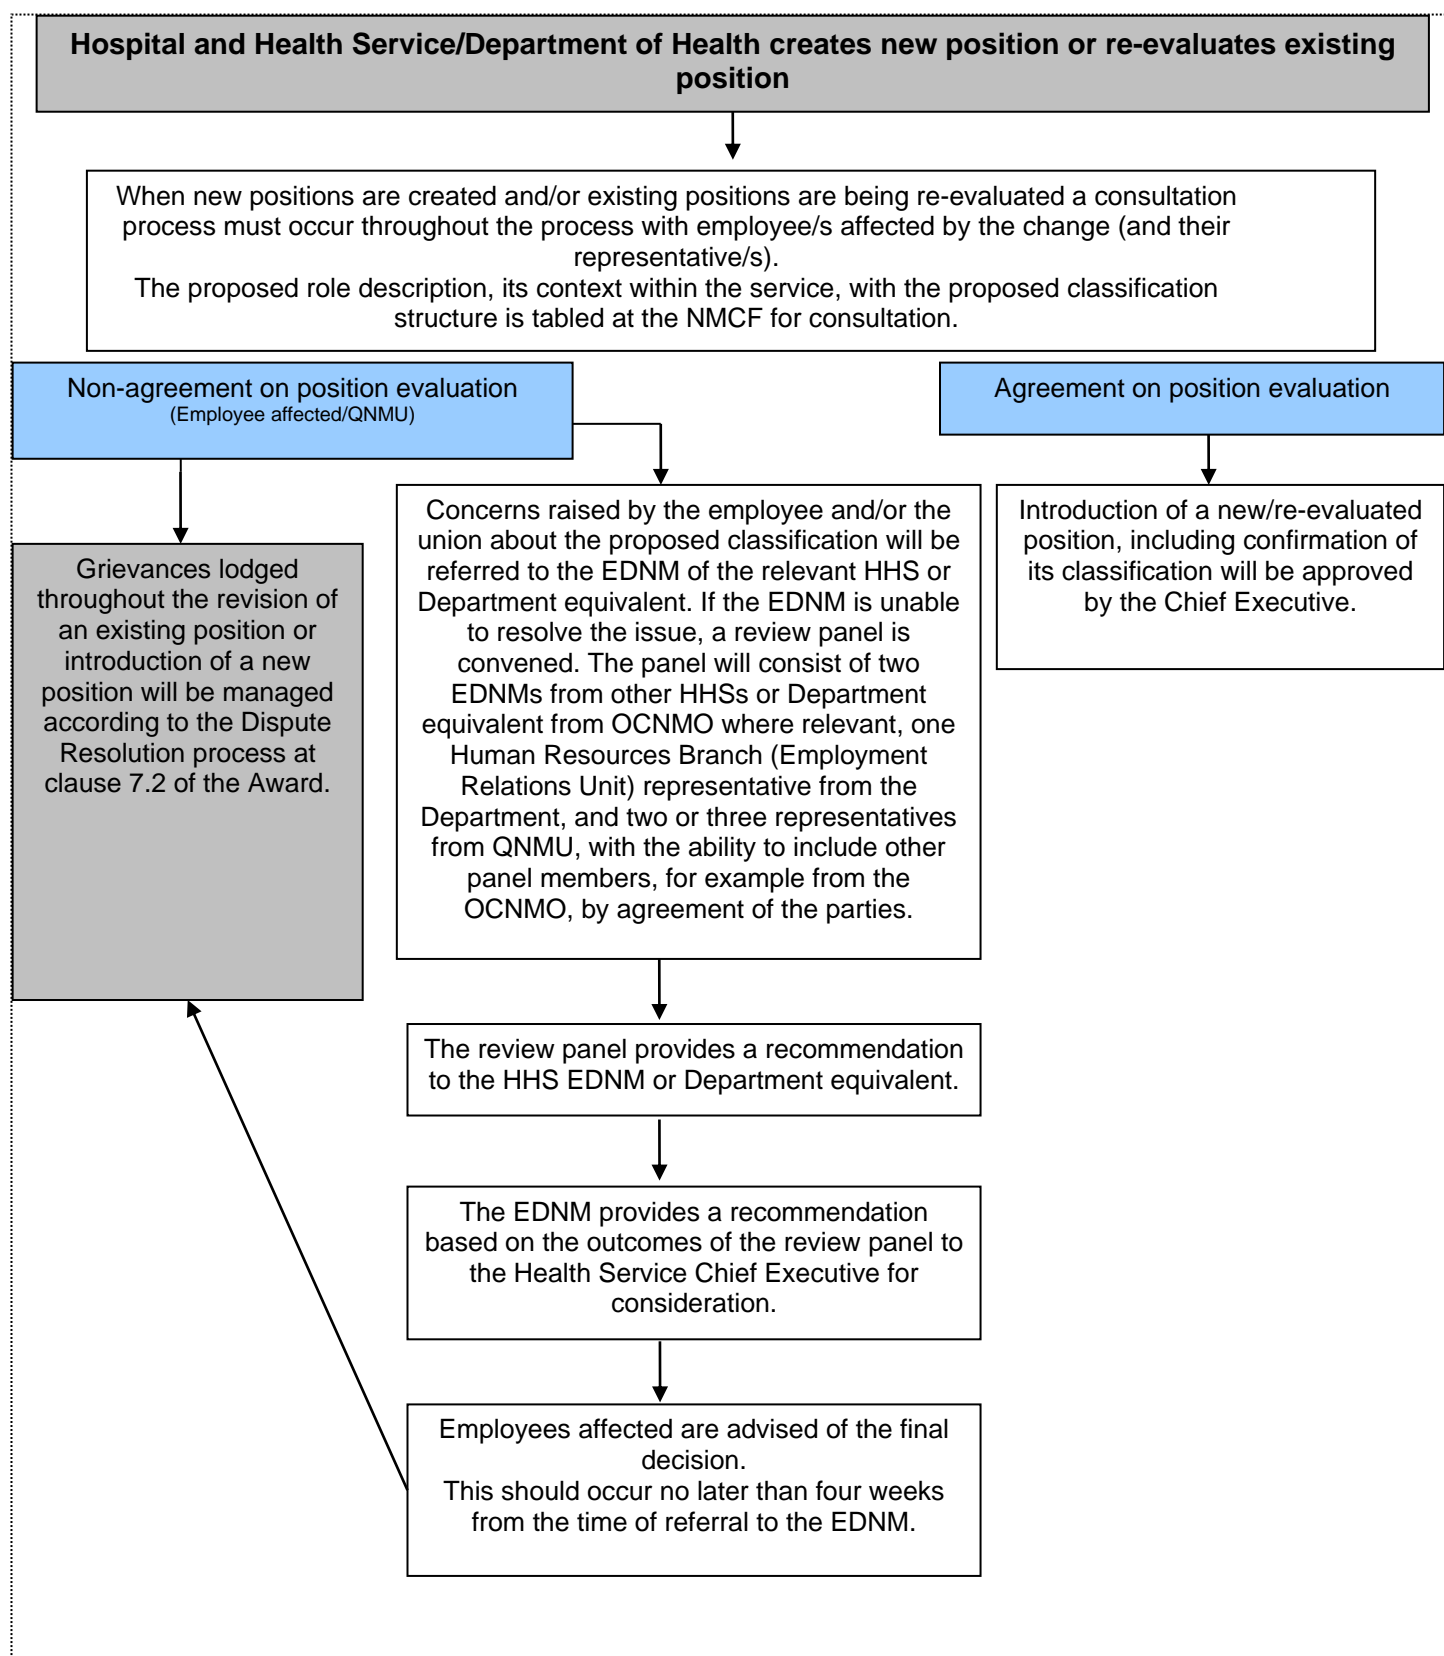 Hospital and Health Service/Department of Health creates new position or re-evaluates existing
position
When new positions are created and/or existing positions are being re-evaluated a consultation
process must occur throughout the process with employee/s affected by the change (and their
representative/s).
The proposed role description, its context within the service, with the proposed classification
structure is tabled at the NMCF for consultation.
Non-agreement on position evaluation
(Employee affected/QNMU)
Agreement on position evaluation
Grievances lodged
throughout the revision of
an existing position or
introduction of a new
position will be managed
according to the Dispute
Resolution process at
clause 7.2 of the Award.
Concerns raised by the employee and/or the
union about the proposed classification will be
referred to the EDNM of the relevant HHS or
Department equivalent. If the EDNM is unable
to resolve the issue, a review panel is
convened. The panel will consist of two
EDNMs from other HHSs or Department
equivalent from OCNMO where relevant, one
Human Resources Branch (Employment
Relations Unit) representative from the
Department, and two or three representatives
from QNMU, with the ability to include other
panel members, for example from the
OCNMO, by agreement of the parties.
Introduction of a new/re-evaluated
position, including confirmation of
its classification will be approved
by the Chief Executive.
The review panel provides a recommendation
to the HHS EDNM or Department equivalent.
The EDNM provides a recommendation
based on the outcomes of the review panel to
the Health Service Chief Executive for
consideration.
Employees affected are advised of the final
decision.
This should occur no later than four weeks
from the time of referral to the EDNM.